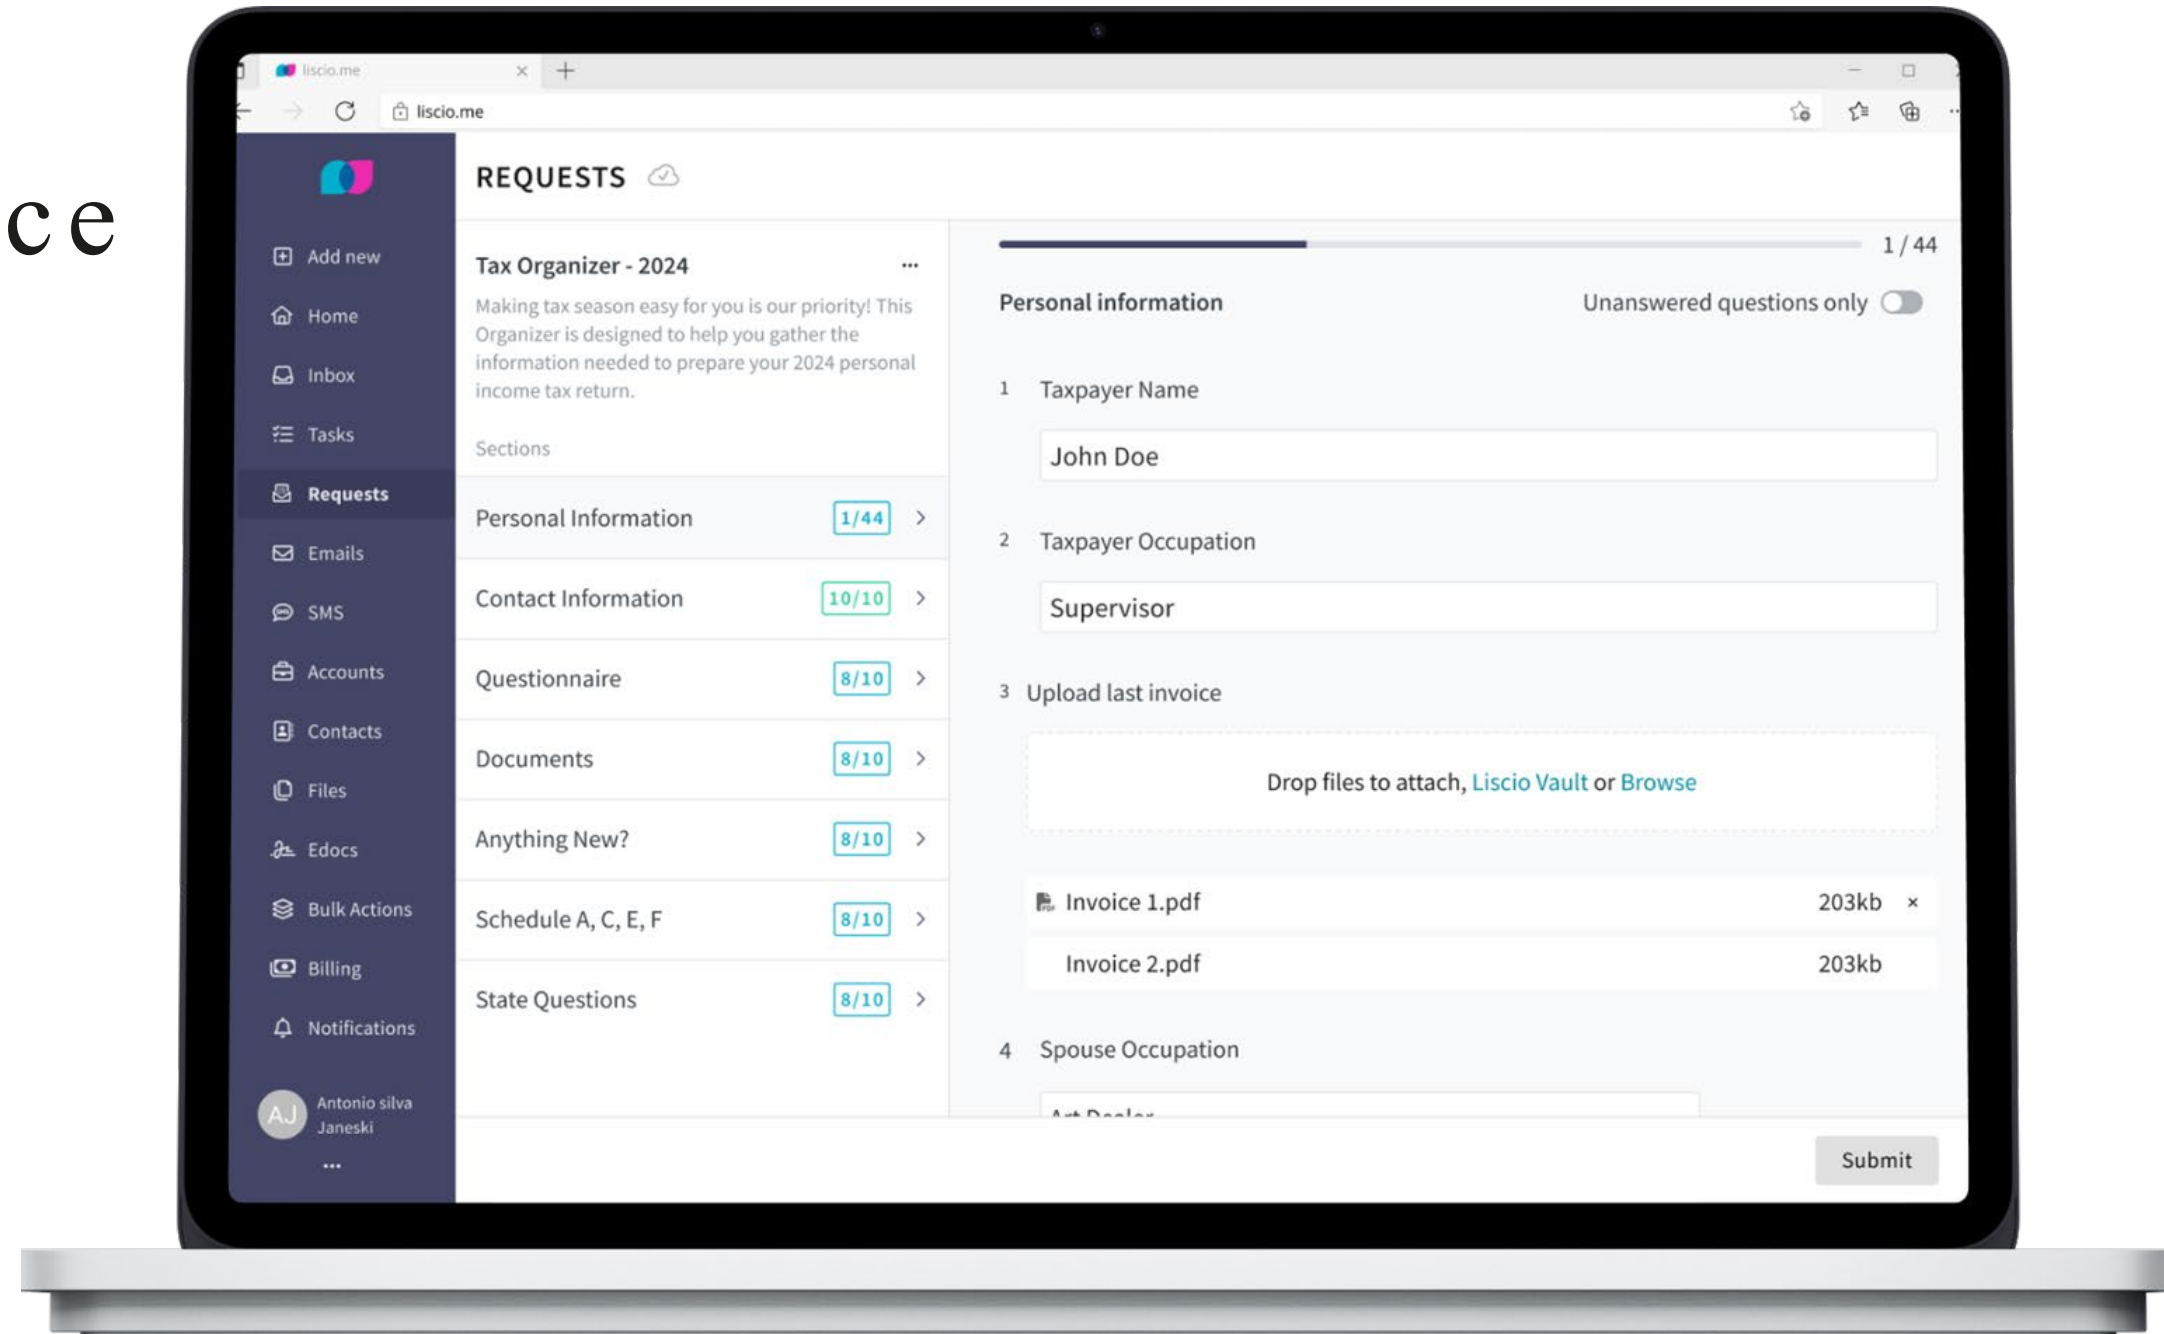 ce
liscio.me
liscio.me
REQUESTS
Add new
Home
Inbox
Tasks
Requests
Emails
SMS
Accounts
Contacts
Files
Edocs
Bulk Actions
Billing
Notifications
AJ
Antonio silva
Janeski
Tax Organizer - 2024
Making tax season easy for you is our priority! This
Organizer is designed to help you gather the
information needed to prepare your 2024 personal
income tax return.
Sections
Personal Information 1/44
Contact Information 10/10
Questionnaire 8/10
Documents 8/10
Anything New? 8/10
Schedule A, C, E, F 8/10
State Questions 8/10
1 / 44
Personal information Unanswered questions only
1 Taxpayer Name
John Doe
2 Taxpayer Occupation
Supervisor
3 Upload last invoice
Drop files to attach, Liscio Vault or Browse
Invoice 1.pdf 203kb
Invoice 2.pdf 203kb
4 Spouse Occupation
Art Dealer
Submit